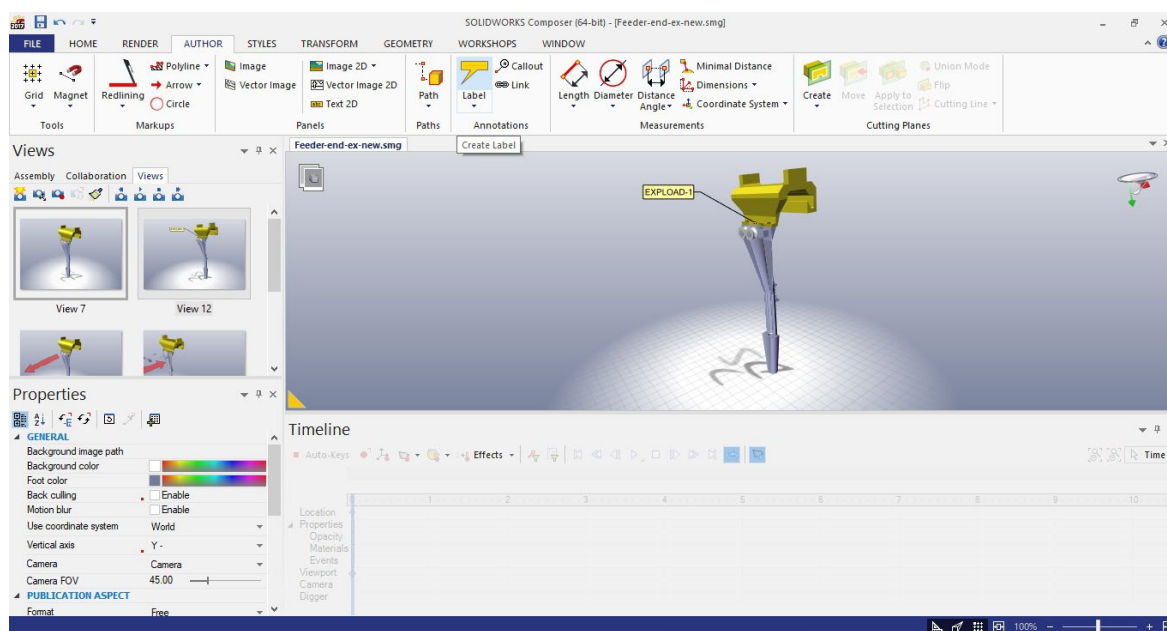 SOLIDWORKS Composer (64-bit) - [Feeder-end-ex-new.smg]
FILE HOME RENDER AUTHOR STYLES TRANSFORM GEOMETRY WORKSHOPS WINDOW
Grid
Magnet
Tools
Redlining
Polyline
Arrow
Circle
Markups
Image
Vector Image
Image 2D
Vector Image 2D
Text 2D
Panels
Path
Paths
Label
Callout
Link
Annotations
Length
Diameter
Distance
Angle
Minimal Distance
Dimensions
Coordinate System
Measurements
Create
Move
Apply to
Selection
Union Mode
Flip
Cutting Line
Cutting Planes
Create Label
Views
Assembly Collaboration Views
View 7
View 12
Feeder-end-ex-new.smg
EXPLOAD-1
Properties
GENERAL
Background image path
Background color
Foot color
Back culling Enable
Motion blur Enable
Use coordinate system World
Vertical axis Y -
Camera Camera
Camera FOV 45.00
PUBLICATION ASPECT
Format Free
Timeline
Auto-Keys
Effects
Time
0 1 2 3 4 5 6 7 8 9 10
Location
Properties
Opacity
Materials
Events
Viewport
Camera
Digger
100%